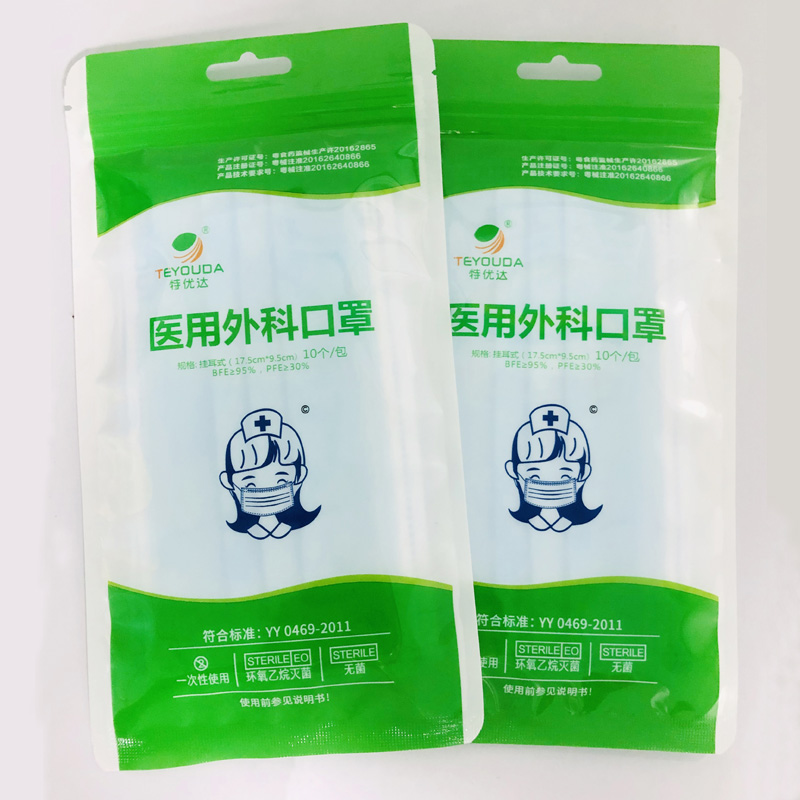 生产许可证号：粤食药监械生产许20162865
产品注册证号：粤械注准20162640866
产品技术要求号：粤械注准20162640866
®
TEYOUDA
特优达
医用外科口罩
规格: 挂耳式 (17.5cm*9.5cm) 10个/包
BFE≥95% , PFE≥30%
©
符合标准：YY 0469-2011
STERILE EO
STERILE
一次性使用
环氧乙烷灭菌
无菌
使用前参见说明书！
生产许可证号：粤食药监械生产许20162865
产品注册证号：粤械注准20162640866
产品技术要求号：粤械注准20162640866
®
TEYOUDA
特优达
医用外科口罩
规格: 挂耳式 (17.5cm*9.5cm) 10个/包
BFE≥95% , PFE≥30%
©
符合标准：YY 0469-2011
STERILE EO
STERILE
使用
环氧乙烷灭菌
无菌
使用前参见说明书！